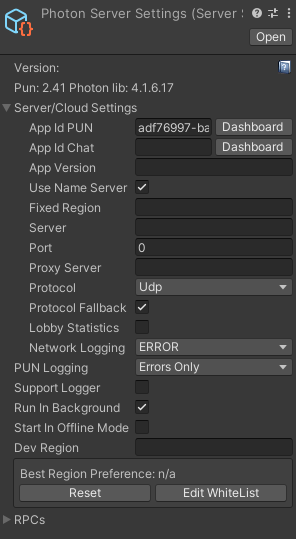 Photon Server Settings (Server S
Open
Version:
Pun: 2.41 Photon lib: 4.1.6.17
Server/Cloud Settings
App Id PUN adf76997-ba Dashboard
App Id Chat Dashboard
App Version
Use Name Server
Fixed Region
Server
Port 0
Proxy Server
Protocol Udp
Protocol Fallback
Lobby Statistics
Network Logging ERROR
PUN Logging Errors Only
Support Logger
Run In Background
Start In Offline Mode
Dev Region
Best Region Preference: n/a
Reset Edit WhiteList
RPCs